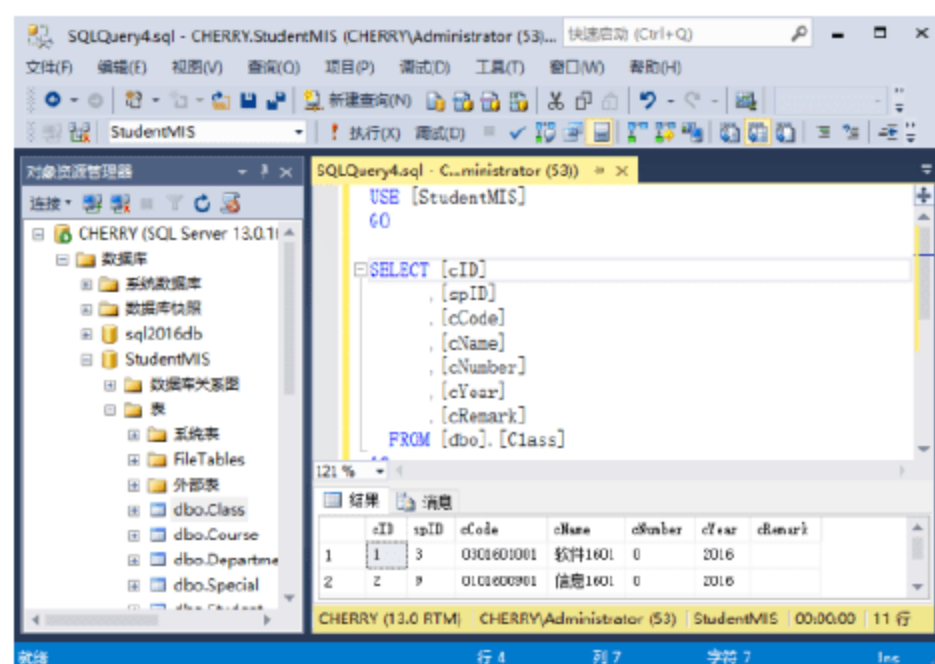 SQLQuery4.sql - CHERRY.StudentMIS (CHERRY\Administrator (53)... 快速启动 (Ctrl+Q)
文件(F) 编辑(E) 视图(V) 查询(Q) 项目(P) 调试(D) 工具(T) 窗口(W) 帮助(H)
新建查询(N)
StudentMIS 执行(X) 调试(D)
对象资源管理器
连接
CHERRY (SQL Server 13.0.1
数据库
系统数据库
数据库快照
sql2016db
StudentMIS
数据库关系图
表
系统表
FileTables
外部表
dbo.Class
dbo.Course
dbo.Departme
dbo.Special
dbo.Student
SQLQuery4.sql - C...ministrator (53))
USE [StudentMIS]
GO
SELECT [cID]
,[spID]
,[cCode]
,[cName]
,[cNumber]
,[cYear]
,[cRemark]
FROM [dbo].[Class]
GO
121 %
结果 消息
cID spID cCode cName cNumber cYear cRemark
1 1 3 0301601001 软件1601 0 2016
2 2 9 0101600901 信息1601 0 2016
CHERRY (13.0 RTM) CHERRY\Administrator (53) StudentMIS 00:00:00 11 行
就绪 行 4 列 7 字符 7 Ins